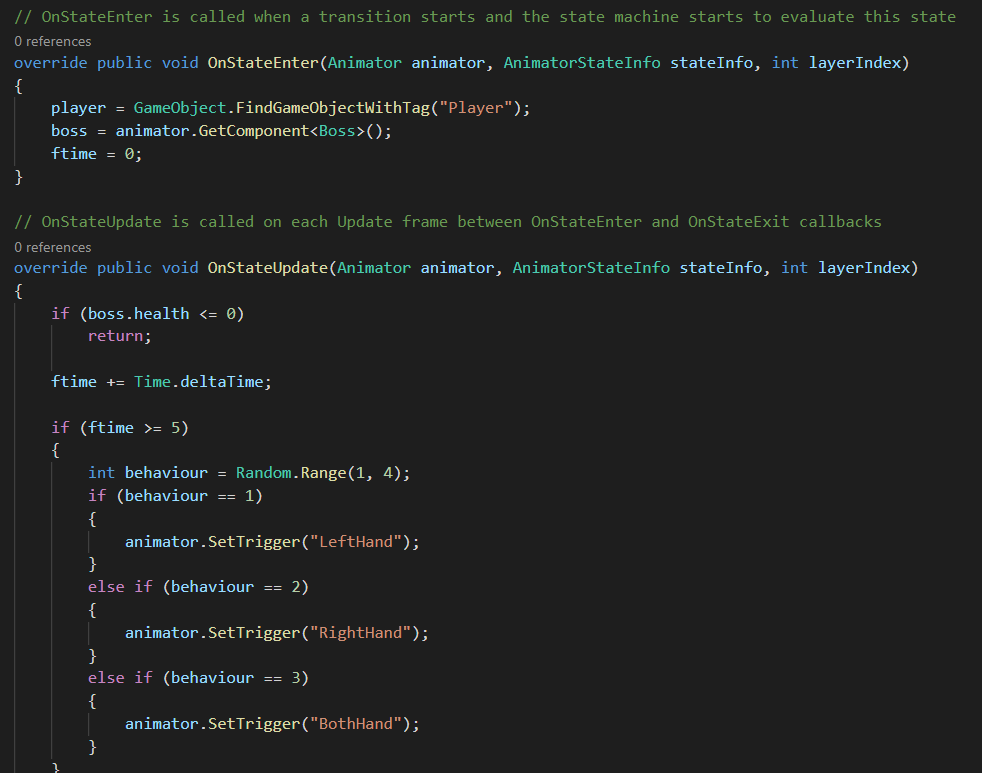 // OnStateEnter is called when a transition starts and the state machine starts to evaluate this state
0 references
override public void OnStateEnter(Animator animator, AnimatorStateInfo stateInfo, int layerIndex)
{
    player = GameObject.FindGameObjectWithTag("Player");
    boss = animator.GetComponent<Boss>();
    ftime = 0;
}

// OnStateUpdate is called on each Update frame between OnStateEnter and OnStateExit callbacks
0 references
override public void OnStateUpdate(Animator animator, AnimatorStateInfo stateInfo, int layerIndex)
{
    if (boss.health <= 0)
        return;

    ftime += Time.deltaTime;

    if (ftime >= 5)
    {
        int behaviour = Random.Range(1, 4);
        if (behaviour == 1)
        {
            animator.SetTrigger("LeftHand");
        }
        else if (behaviour == 2)
        {
            animator.SetTrigger("RightHand");
        }
        else if (behaviour == 3)
        {
            animator.SetTrigger("BothHand");
        }
    }